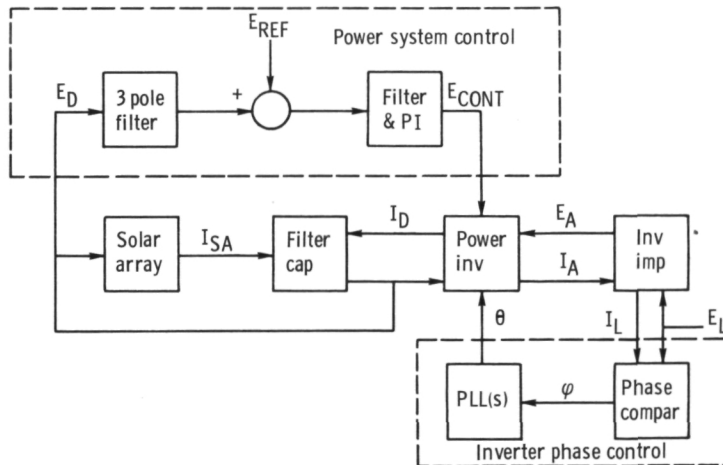 E_REF
Power system control
E_D
3 pole
filter
+
Filter
& PI
E_CONT
Solar
array
I_SA
Filter
cap
I_D
Power
inv
E_A
I_A
Inv
imp
θ
I_L
E_L
PLL(s)
φ
Phase
compar
Inverter phase control